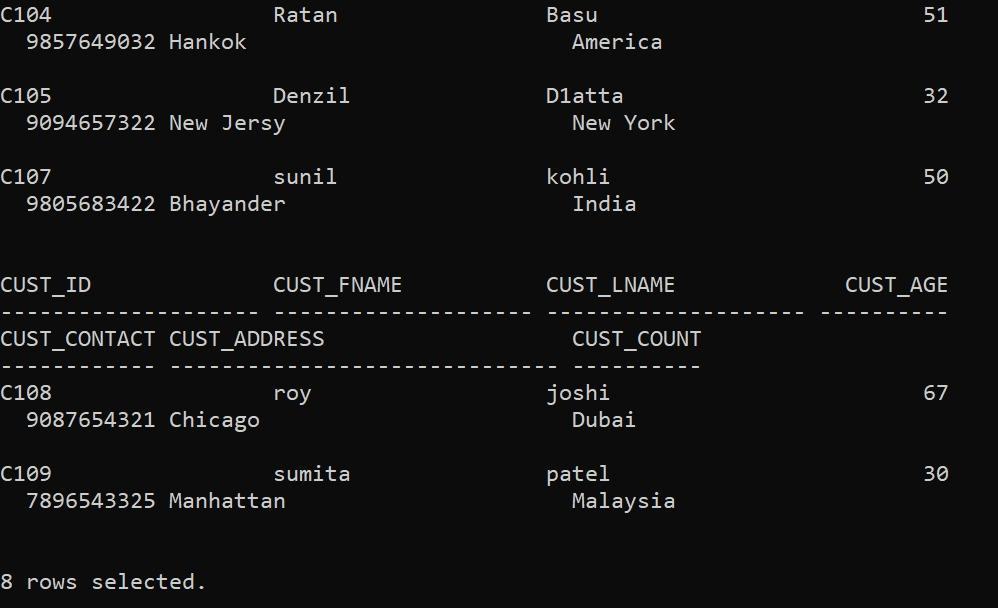 C104                 Ratan                Basu                         51
  9857649032 Hankok                         America
C105                 Denzil               D1atta                       32
  9094657322 New Jersy                      New York
C107                 sunil                kohli                        50
  9805683422 Bhayander                      India
CUST_ID              CUST_FNAME           CUST_LNAME             CUST_AGE
-------------------- -------------------- -------------------- ----------
CUST_CONTACT CUST_ADDRESS                   CUST_COUNT
------------ ------------------------------ ----------
C108                 roy                  joshi                        67
  9087654321 Chicago                        Dubai
C109                 sumita               patel                        30
  7896543325 Manhattan                      Malaysia
8 rows selected.